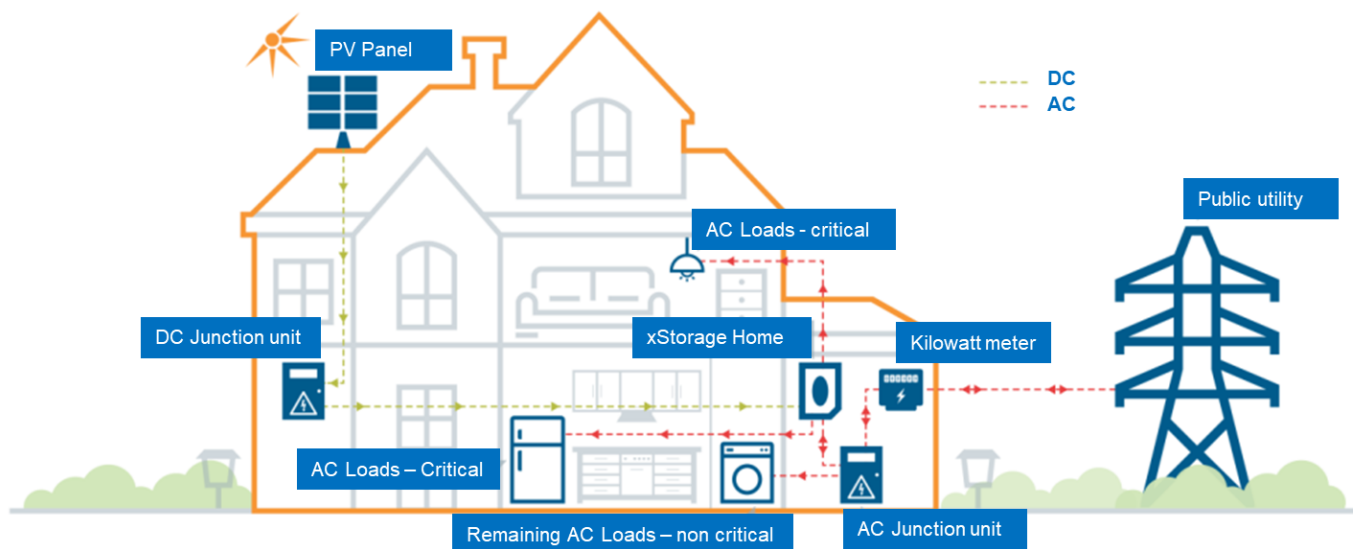 PV Panel
DC
AC
Public utility
AC Loads - critical
DC Junction unit
xStorage Home
Kilowatt meter
AC Loads – Critical
Remaining AC Loads – non critical
AC Junction unit